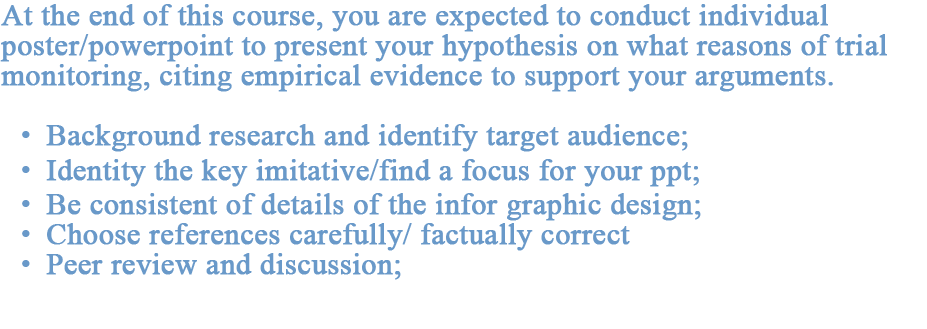 At the end of this course, you are expected to conduct individual
poster/powerpoint to present your hypothesis on what reasons of trial
monitoring, citing empirical evidence to support your arguments.
• Background research and identify target audience;
• Identity the key imitative/find a focus for your ppt;
• Be consistent of details of the infor graphic design;
• Choose references carefully/ factually correct
• Peer review and discussion;